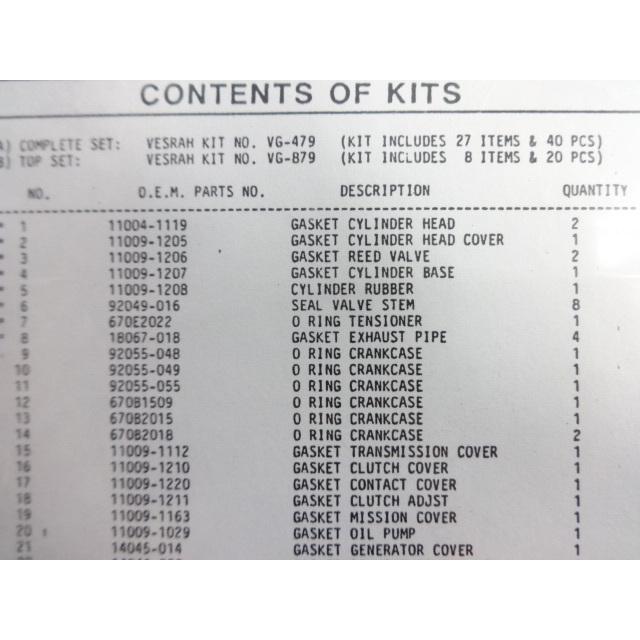 CONTENTS OF KITS
A) COMPLETE SET: VESRAH KIT NO. VG-479 (KIT INCLUDES 27 ITEMS & 40 PCS)
B) TOP SET: VESRAH KIT NO. VG-879 (KIT INCLUDES 8 ITEMS & 20 PCS)
NO. O.E.M. PARTS NO. DESCRIPTION QUANTITY
* 1 11004-1119 GASKET CYLINDER HEAD 2
* 2 11009-1205 GASKET CYLINDER HEAD COVER 1
* 3 11009-1206 GASKET REED VALVE 2
* 4 11009-1207 GASKET CYLINDER BASE 1
* 5 11009-1208 CYLINDER RUBBER 1
* 6 92049-016 SEAL VALVE STEM 8
* 7 670E2022 O RING TENSIONER 1
* 8 18067-018 GASKET EXHAUST PIPE 4
9 92055-048 O RING CRANKCASE 1
10 92055-049 O RING CRANKCASE 1
11 92055-055 O RING CRANKCASE 1
12 670B1509 O RING CRANKCASE 1
13 670B2015 O RING CRANKCASE 1
14 670B2018 O RING CRANKCASE 2
15 11009-1112 GASKET TRANSMISSION COVER 1
16 11009-1210 GASKET CLUTCH COVER 1
17 11009-1220 GASKET CONTACT COVER 1
18 11009-1211 GASKET CLUTCH ADJST 1
19 11009-1163 GASKET MISSION COVER 1
20 11009-1029 GASKET OIL PUMP 1
21 14045-014 GASKET GENERATOR COVER 1